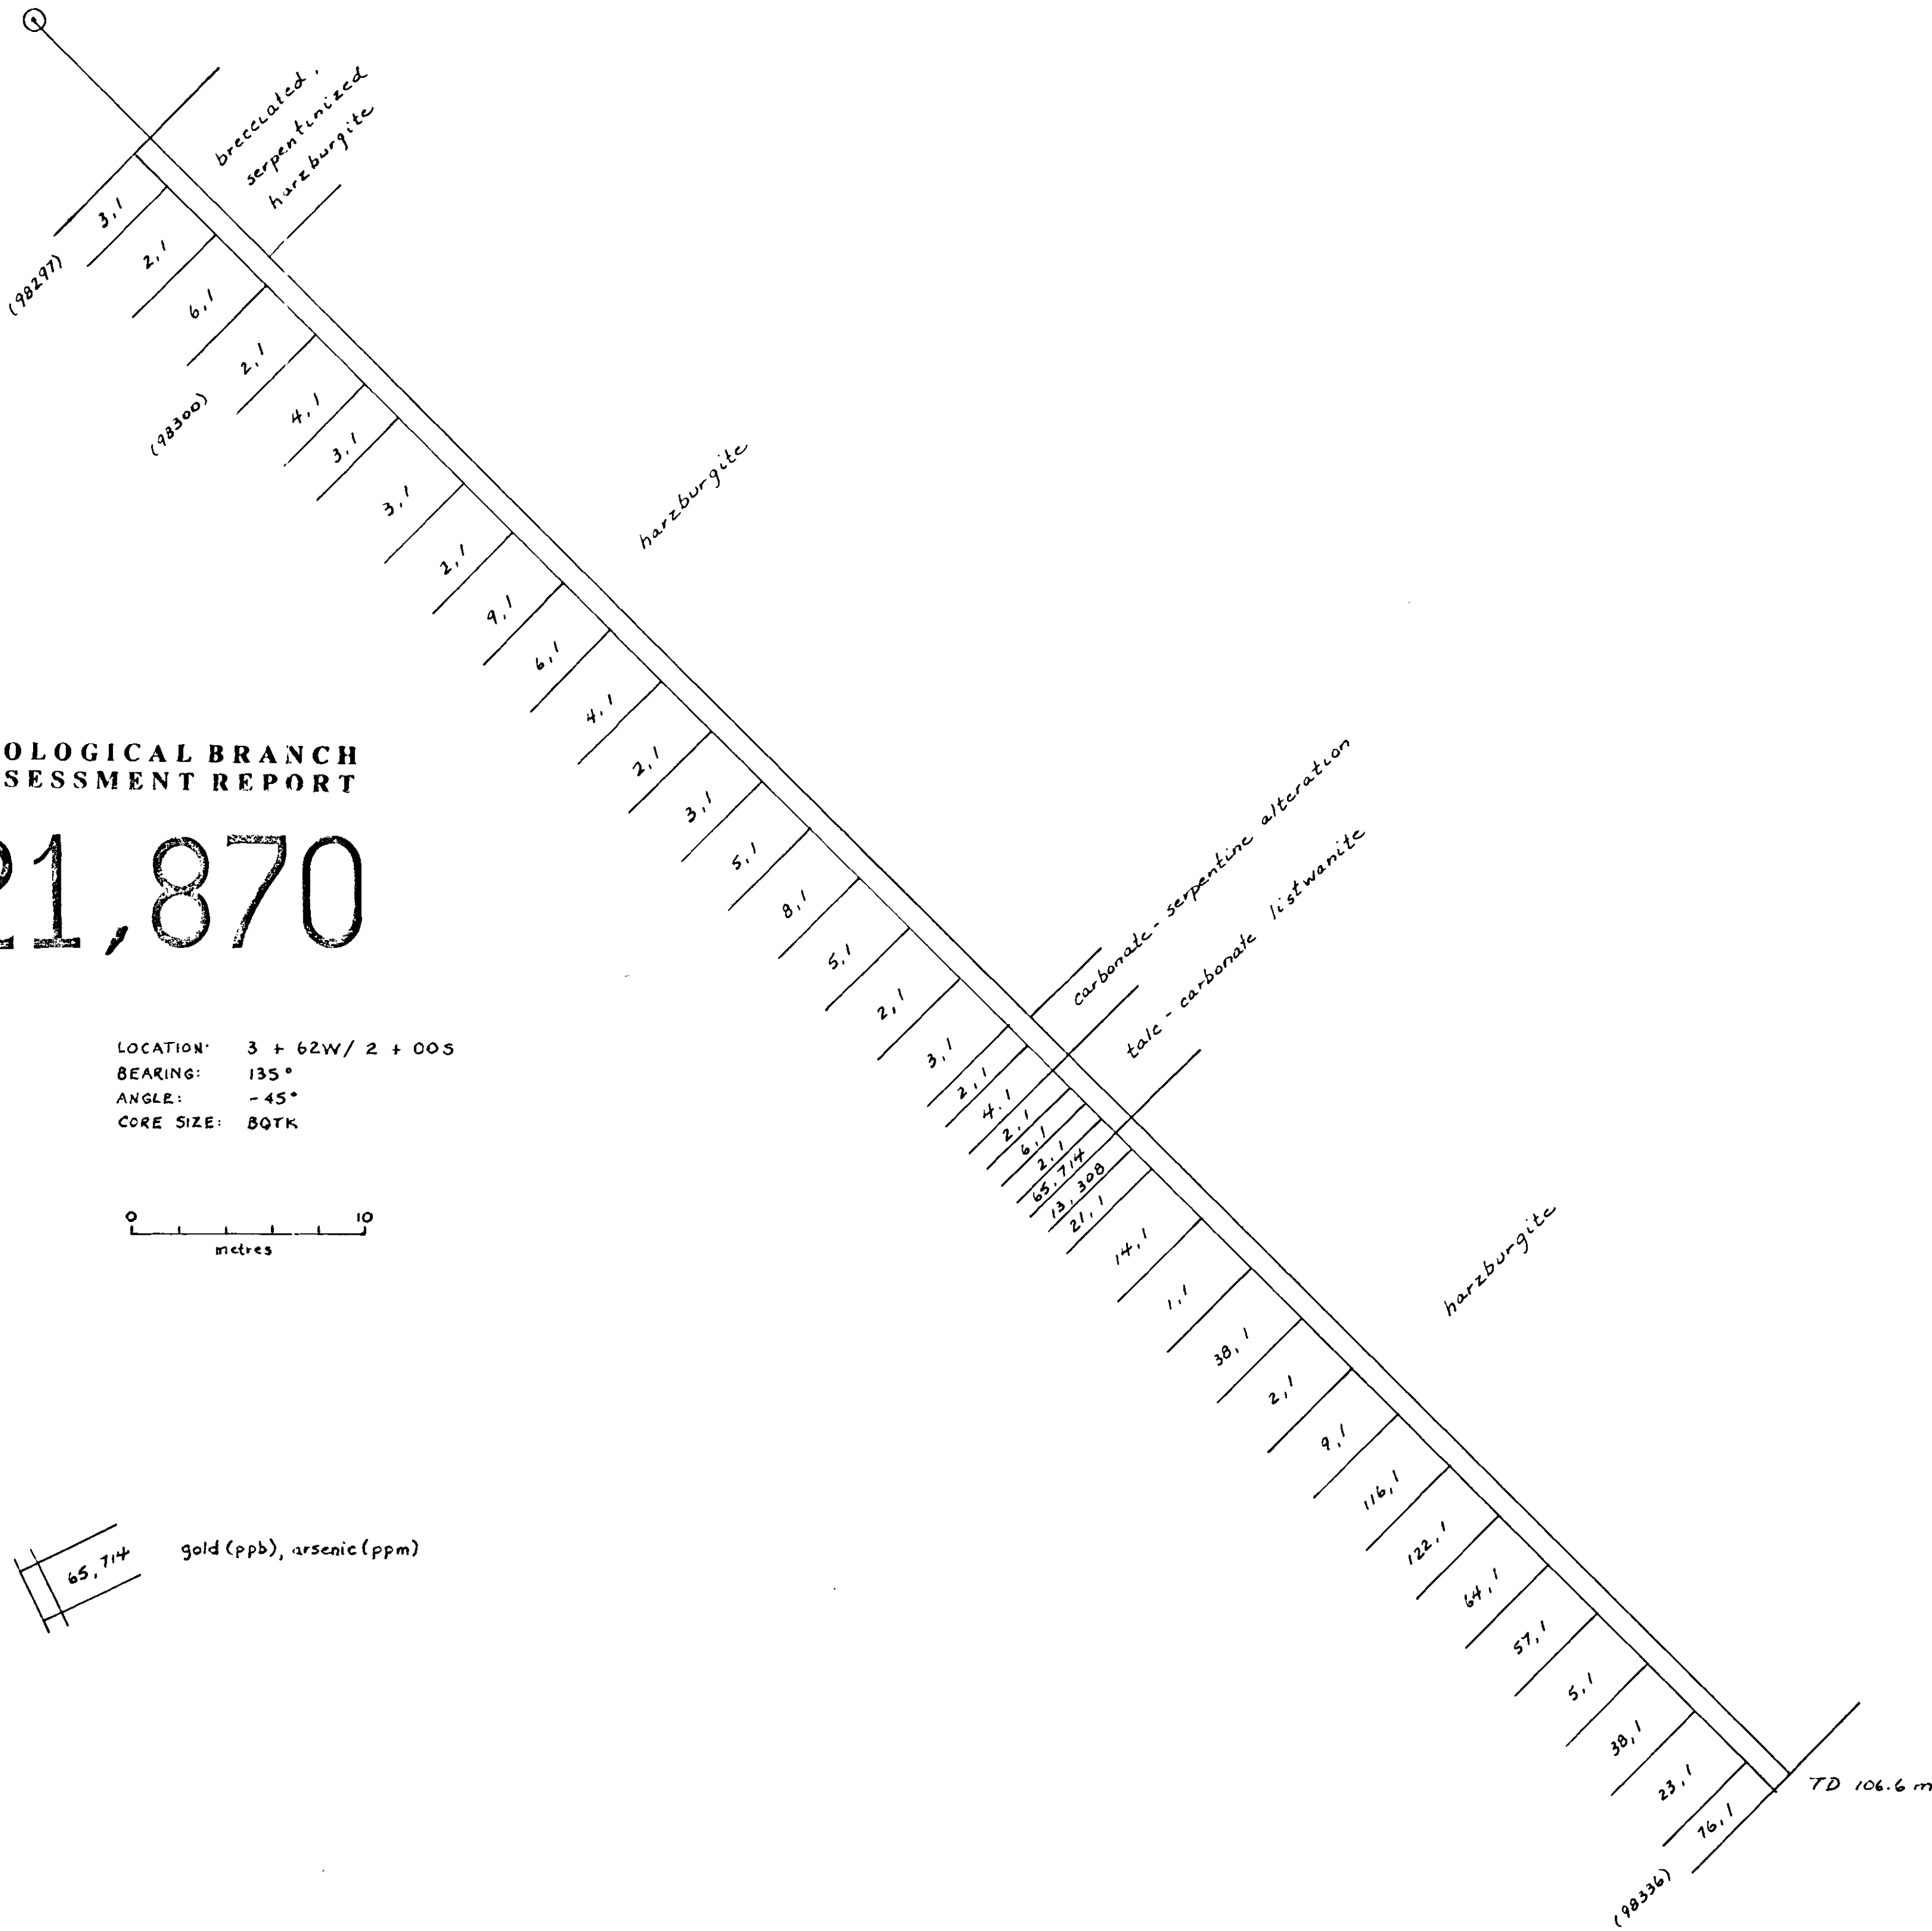 brecciated,
serpentinized
harzburgite
3,1
(98297)
2,1
6,1
2,1
(98300)
4,1
3,1
3,1
2,1
harzburgite
9,1
6,1
4,1
2,1
3,1
5,1
8,1
5,1
2,1
3,1
carbonate - serpentine alteration
talc - carbonate listwanite
2,1
4,1
2,1
6,1
2,1
65,714
13,308
21,1
14,1
1,1
38,1
2,1
harzburgite
9,1
116,1
122,1
64,1
57,1
5,1
38,1
23,1
76,1
(98336)
TD 106.6 m
OLOGICAL BRANCH
SESSMENT REPORT
21,870
LOCATION: 3 + 62W/ 2 + 00S
BEARING: 135°
ANGLE: -45°
CORE SIZE: BQTK
0 10
metres
65,714 gold (ppb), arsenic (ppm)